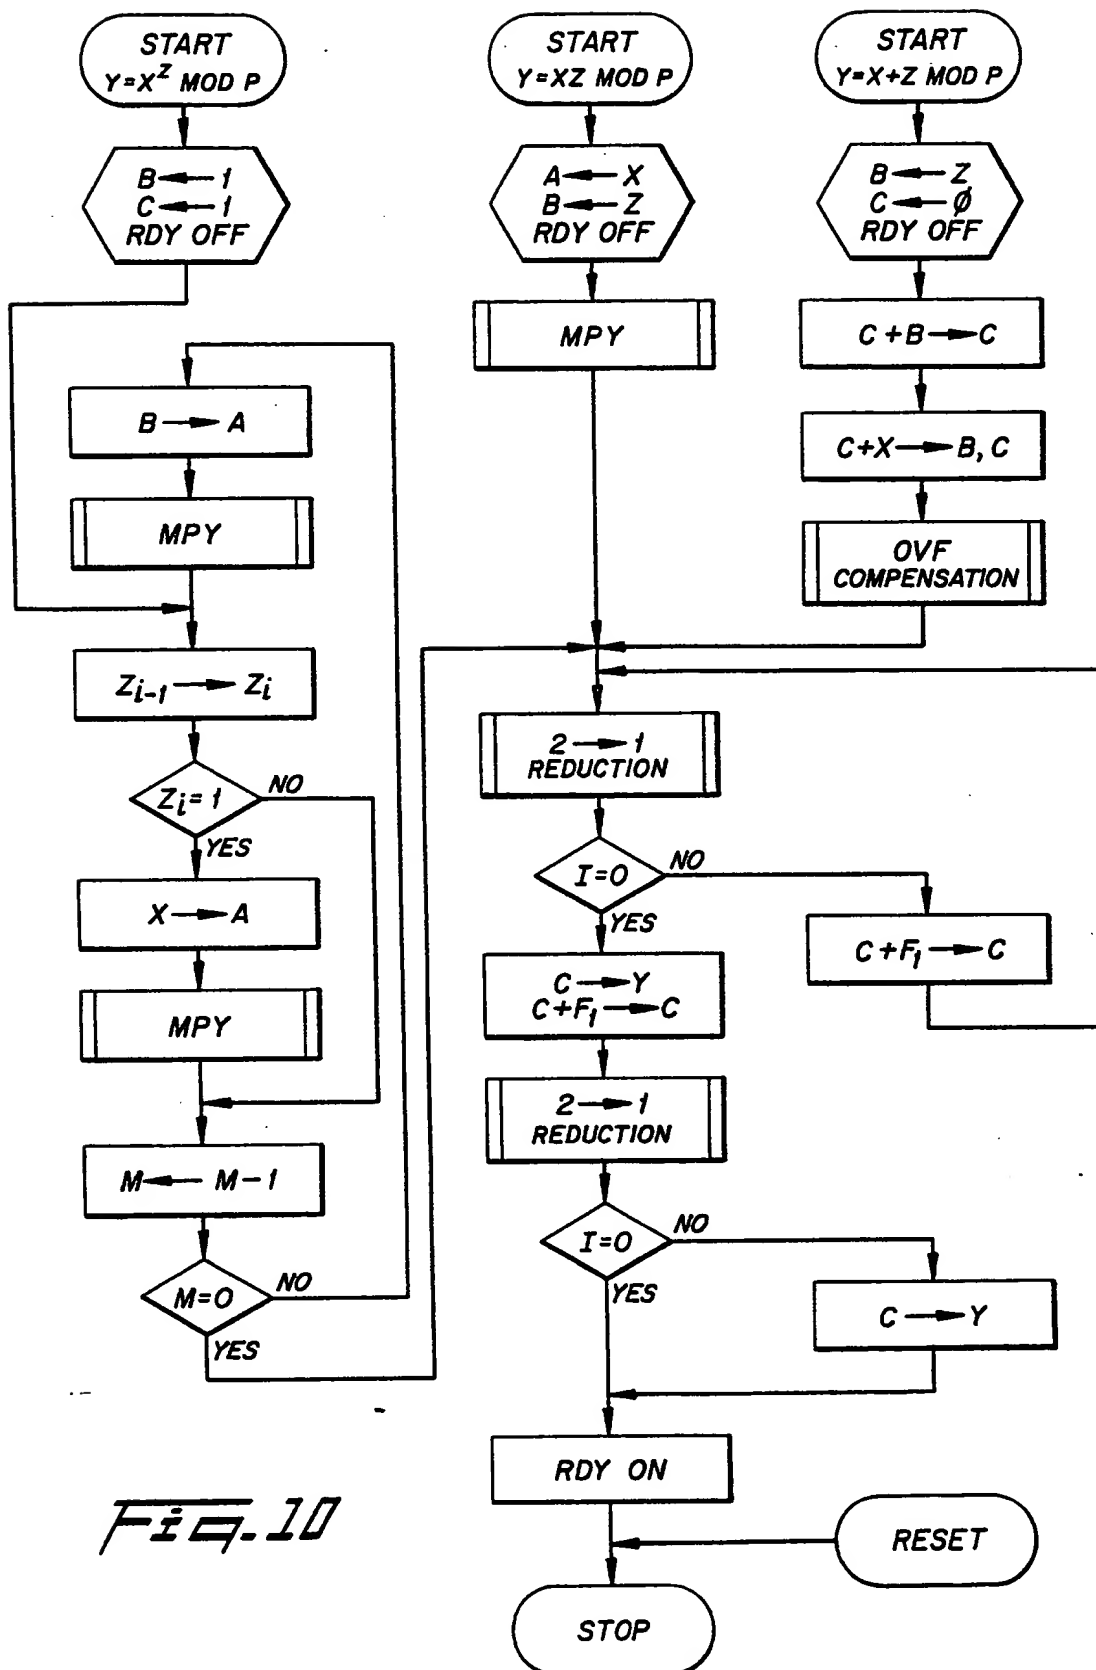 START
Y=X^Z MOD P
B ← 1
C ← 1
RDY OFF
B → A
MPY
Z_{i-1} → Z_i
Z_i=1
NO
YES
X → A
MPY
M ← M-1
M=0
NO
YES
START
Y=XZ MOD P
A ← X
B ← Z
RDY OFF
MPY
START
Y=X+Z MOD P
B ← Z
C ← Ø
RDY OFF
C+B → C
C+X → B, C
OVF
COMPENSATION
2 → 1
REDUCTION
I=0
NO
YES
C+F_1 → C
C → Y
C+F_1 → C
2 → 1
REDUCTION
I=0
NO
YES
C → Y
RDY ON
RESET
STOP
Fig. 10